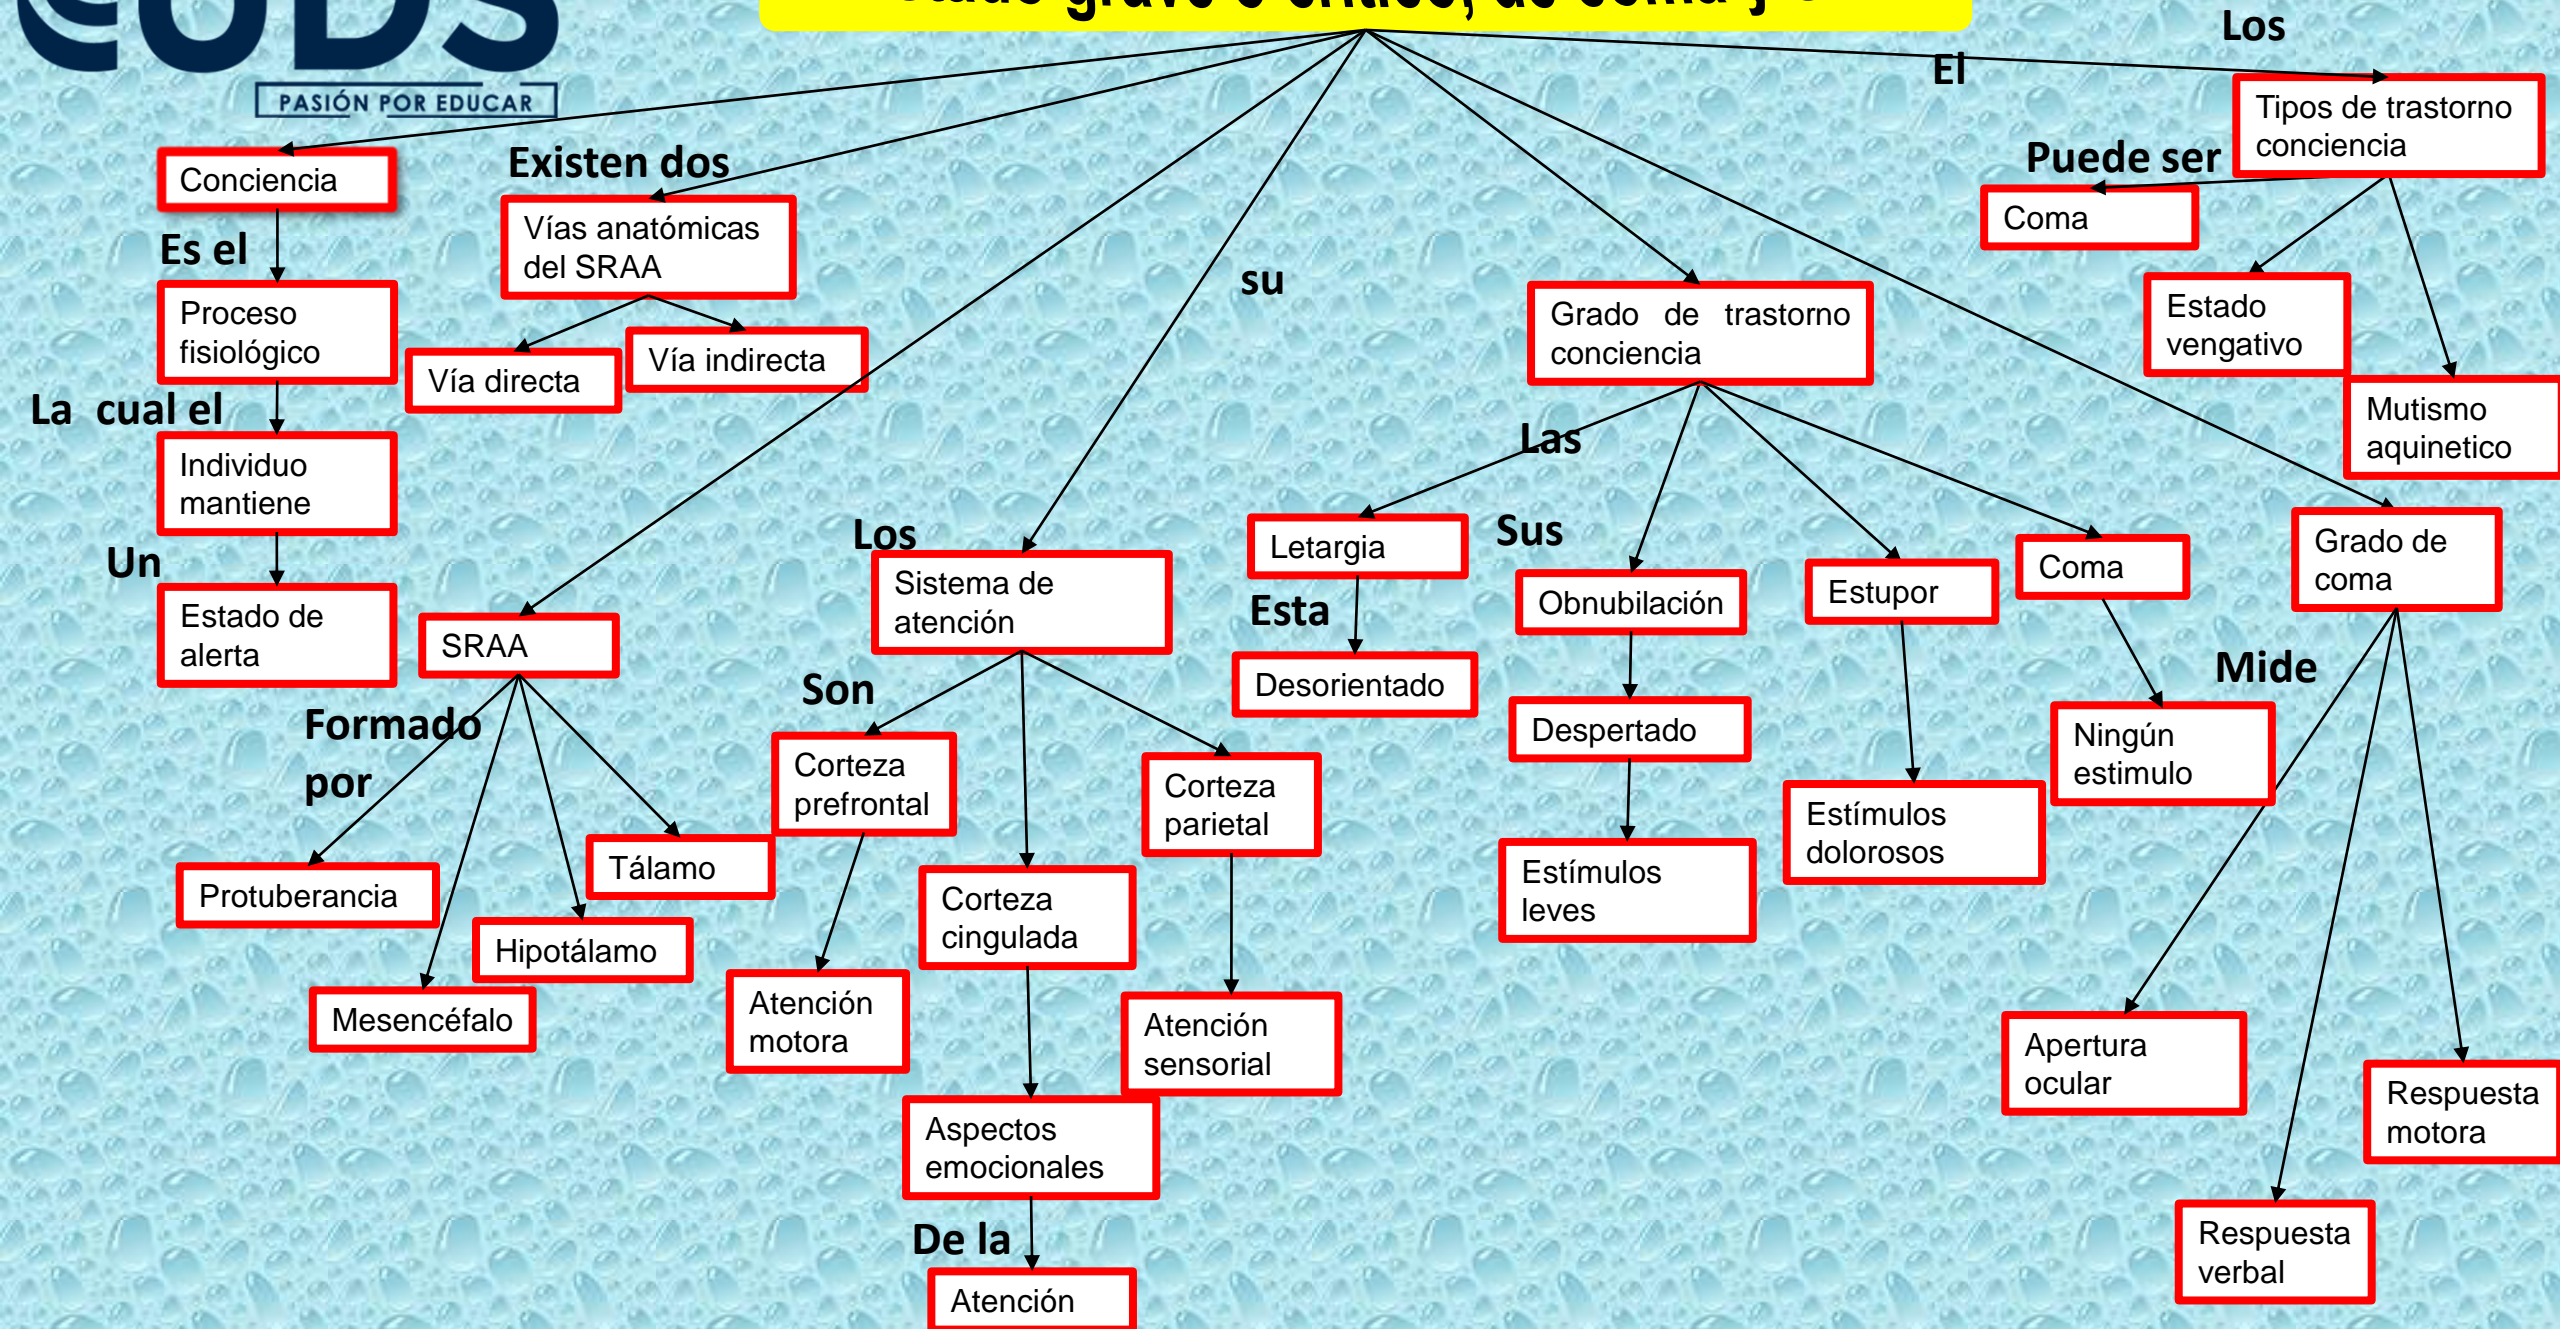 PASIÓN POR EDUCAR
grave o crítico, de coma y o
Los
El
Tipos de trastorno
conciencia
Puede ser
Coma
Estado
vengativo
Mutismo
aquinetico
Conciencia
Es el
Proceso
fisiológico
La cual el
Individuo
mantiene
Un
Estado de
alerta
Existen dos
Vías anatómicas
del SRAA
Vía directa
Vía indirecta
SRAA
Formado
por
Protuberancia
Mesencéfalo
Hipotálamo
Tálamo
su
Los
Sistema de
atención
Son
Corteza
prefrontal
Atención
motora
Corteza
cingulada
Aspectos
emocionales
De la
Atención
Corteza
parietal
Atención
sensorial
Grado de trastorno
conciencia
Las
Letargia
Esta
Desorientado
Sus
Obnubilación
Despertado
Estímulos
leves
Estupor
Estímulos
dolorosos
Coma
Ningún
estimulo
Grado de
coma
Mide
Apertura
ocular
Respuesta
verbal
Respuesta
motora